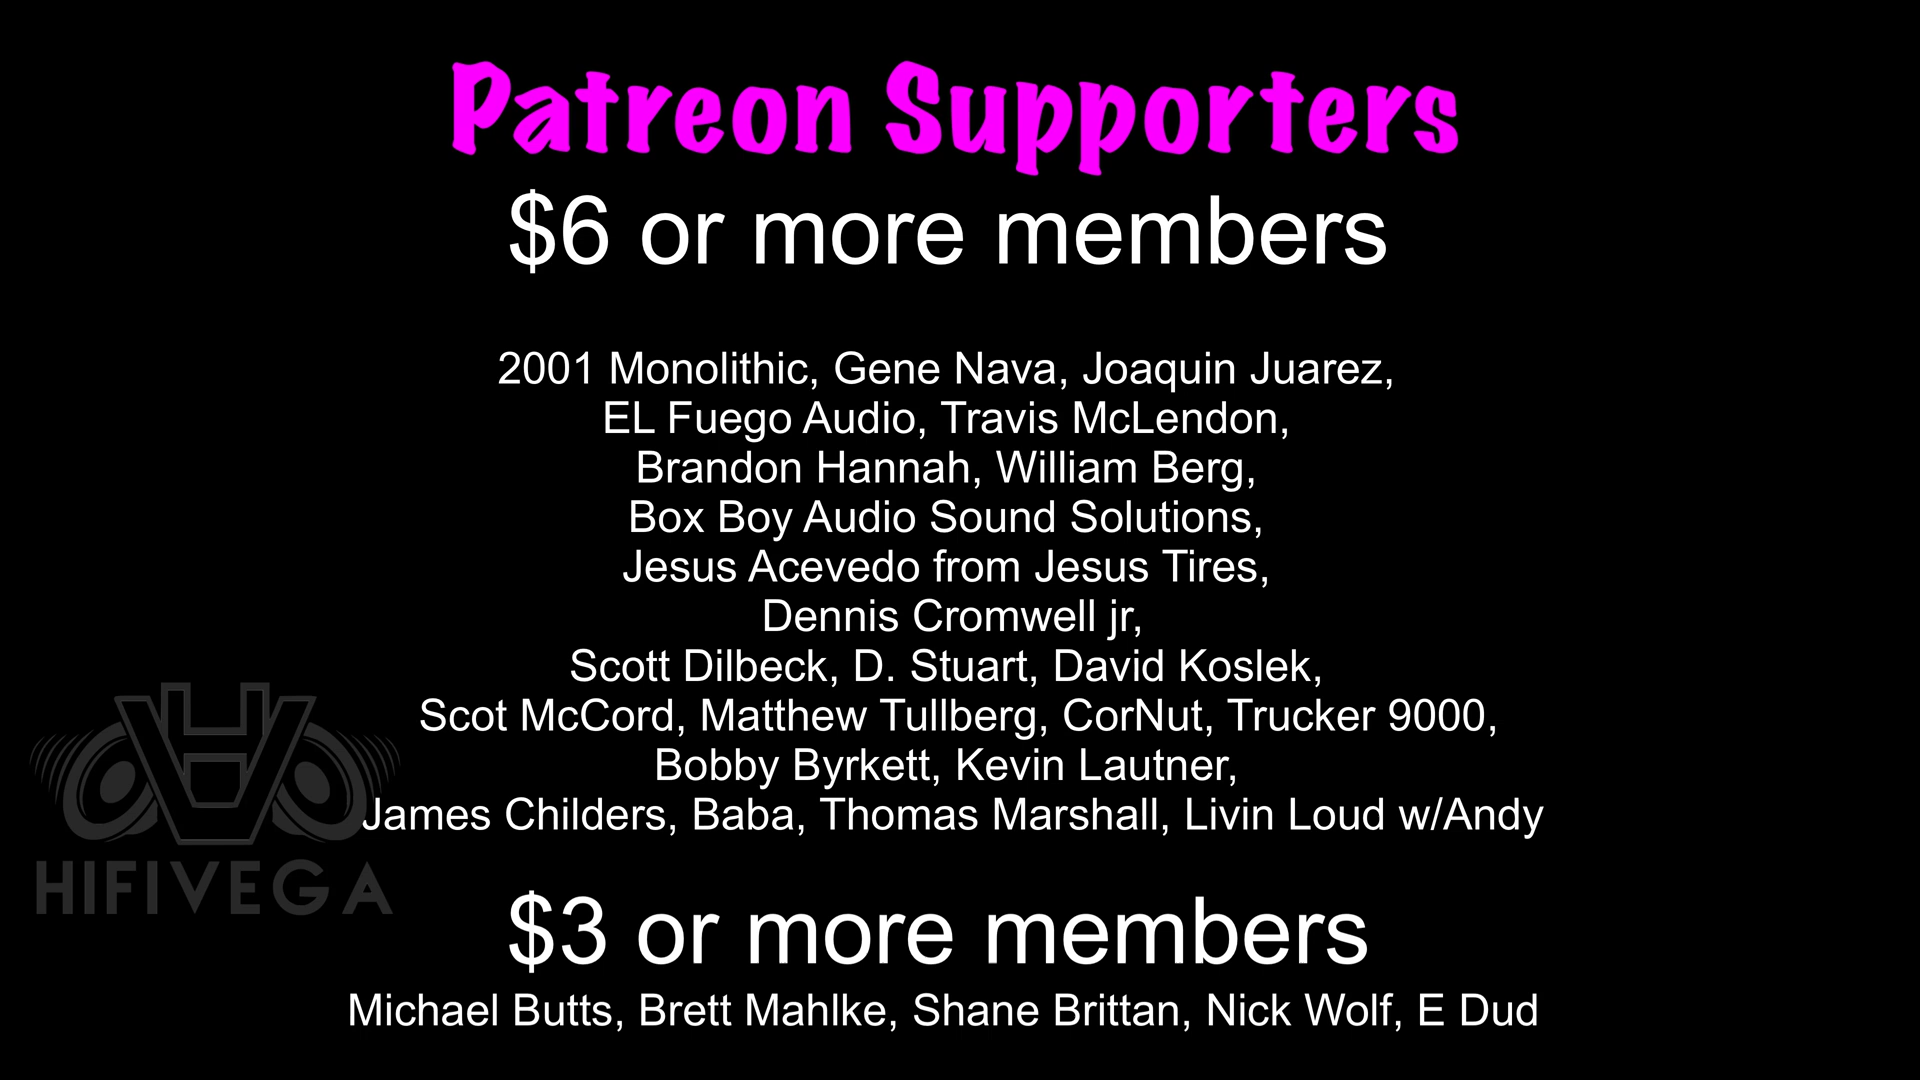 Patreon Supporters
$6 or more members
2001 Monolithic, Gene Nava, Joaquin Juarez,
EL Fuego Audio, Travis McLendon,
Brandon Hannah, William Berg,
Box Boy Audio Sound Solutions,
Jesus Acevedo from Jesus Tires,
Dennis Cromwell jr,
Scott Dilbeck, D. Stuart, David Koslek,
Scot McCord, Matthew Tullberg, CorNut, Trucker 9000,
Bobby Byrkett, Kevin Lautner,
James Childers, Baba, Thomas Marshall, Livin Loud w/Andy
HIFIVEGA
$3 or more members
Michael Butts, Brett Mahlke, Shane Brittan, Nick Wolf, E Dud